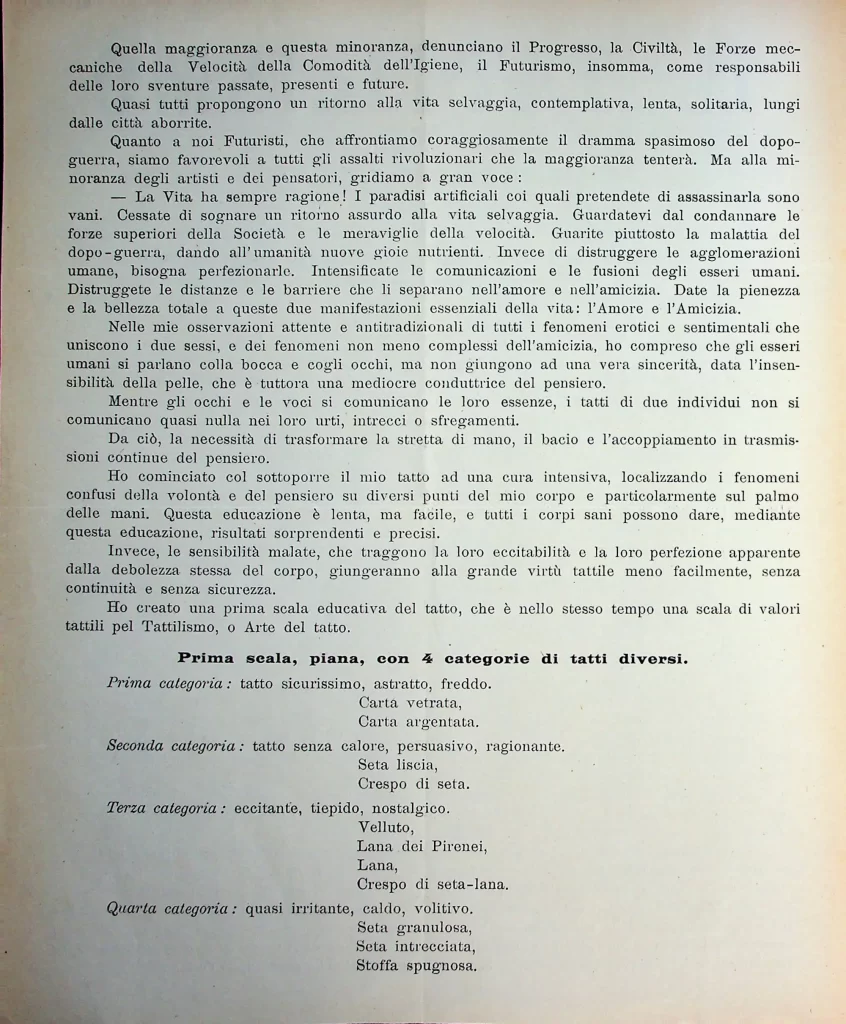 Quella maggioranza e questa minoranza, denunciano il Progresso, la Civiltà, le Forze mec-
caniche della Velocità della Comodità dell'Igiene, il Futurismo, insomma, come responsabili
delle loro sventure passate, presenti e future.
Quasi tutti propongono un ritorno alla vita selvaggia, contemplativa, lenta, solitaria, lungi
dalle città aborrite.
Quanto a noi Futuristi, che affrontiamo coraggiosamente il dramma spasimoso del dopo-
guerra, siamo favorevoli a tutti gli assalti rivoluzionari che la maggioranza tenterà. Ma alla mi-
noranza degli artisti e dei pensatori, gridiamo a gran voce :
— La Vita ha sempre ragione! I paradisi artificiali coi quali pretendete di assassinarla sono
vani. Cessate di sognare un ritorno assurdo alla vita selvaggia. Guardatevi dal condannare le
forze superiori della Società e le meraviglie della velocità. Guarite piuttosto la malattia del
dopo-guerra, dando all'umanità nuove gioie nutrienti. Invece di distruggere le agglomerazioni
umane, bisogna perfezionarle. Intensificate le comunicazioni e le fusioni degli esseri umani.
Distruggete le distanze e le barriere che li separano nell'amore e nell'amicizia. Date la pienezza
e la bellezza totale a queste due manifestazioni essenziali della vita: l'Amore e l'Amicizia.
Nelle mie osservazioni attente e antitradizionali di tutti i fenomeni erotici e sentimentali che
uniscono i due sessi, e dei fenomeni non meno complessi dell'amicizia, ho compreso che gli esseri
umani si parlano colla bocca e cogli occhi, ma non giungono ad una vera sincerità, data l'insen-
sibilità della pelle, che è tuttora una mediocre conduttrice del pensiero.
Mentre gli occhi e le voci si comunicano le loro essenze, i tatti di due individui non si
comunicano quasi nulla nei loro urti, intrecci o sfregamenti.
Da ciò, la necessità di trasformare la stretta di mano, il bacio e l'accoppiamento in trasmis-
sioni continue del pensiero.
Ho cominciato col sottoporre il mio tatto ad una cura intensiva, localizzando i fenomeni
confusi della volontà e del pensiero su diversi punti del mio corpo e particolarmente sul palmo
delle mani. Questa educazione è lenta, ma facile, e tutti i corpi sani possono dare, mediante
questa educazione, risultati sorprendenti e precisi.
Invece, le sensibilità malate, che traggono la loro eccitabilità e la loro perfezione apparente
dalla debolezza stessa del corpo, giungeranno alla grande virtù tattile meno facilmente, senza
continuità e senza sicurezza.
Ho creato una prima scala educativa del tatto, che è nello stesso tempo una scala di valori
tattili pel Tattilismo, o Arte del tatto.
Prima scala, piana, con 4 categorie di tatti diversi.
Prima categoria : tatto sicurissimo, astratto, freddo.
Carta vetrata,
Carta argentata.
Seconda categoria : tatto senza calore, persuasivo, ragionante.
Seta liscia,
Crespo di seta.
Terza categoria : eccitante, tiepido, nostalgico.
Velluto,
Lana dei Pirenei,
Lana,
Crespo di seta-lana.
Quarta categoria : quasi irritante, caldo, volitivo.
Seta granulosa,
Seta intrecciata,
Stoffa spugnosa.